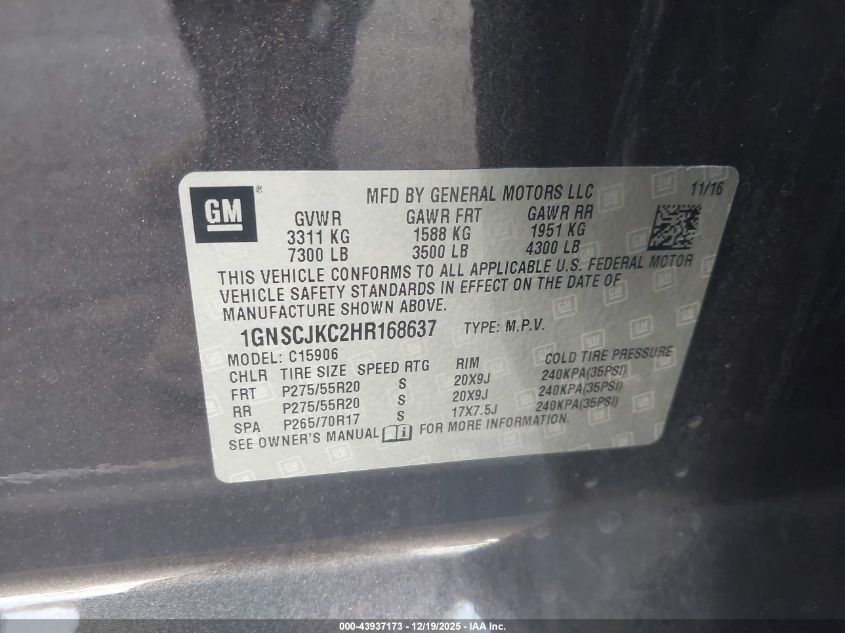 GM ®
MFD BY GENERAL MOTORS LLC 11/16
GVWR GAWR FRT GAWR RR
3311 KG 1588 KG 1951 KG
7300 LB 3500 LB 4300 LB
THIS VEHICLE CONFORMS TO ALL APPLICABLE U.S. FEDERAL MOTOR
VEHICLE SAFETY STANDARDS IN EFFECT ON THE DATE OF
MANUFACTURE SHOWN ABOVE.
1GNSCJKC2HR168637 TYPE: M.P.V.
MODEL: C15906
CHLR TIRE SIZE SPEED RTG RIM COLD TIRE PRESSURE
FRT P275/55R20 S 20X9J 240KPA(35PSI)
RR P275/55R20 S 20X9J 240KPA(35PSI)
SPA P265/70R17 S 17X7.5J 240KPA(35PSI)
SEE OWNER'S MANUAL FOR MORE INFORMATION.
000-43937173 - 12/19/2025 - IAA Inc.